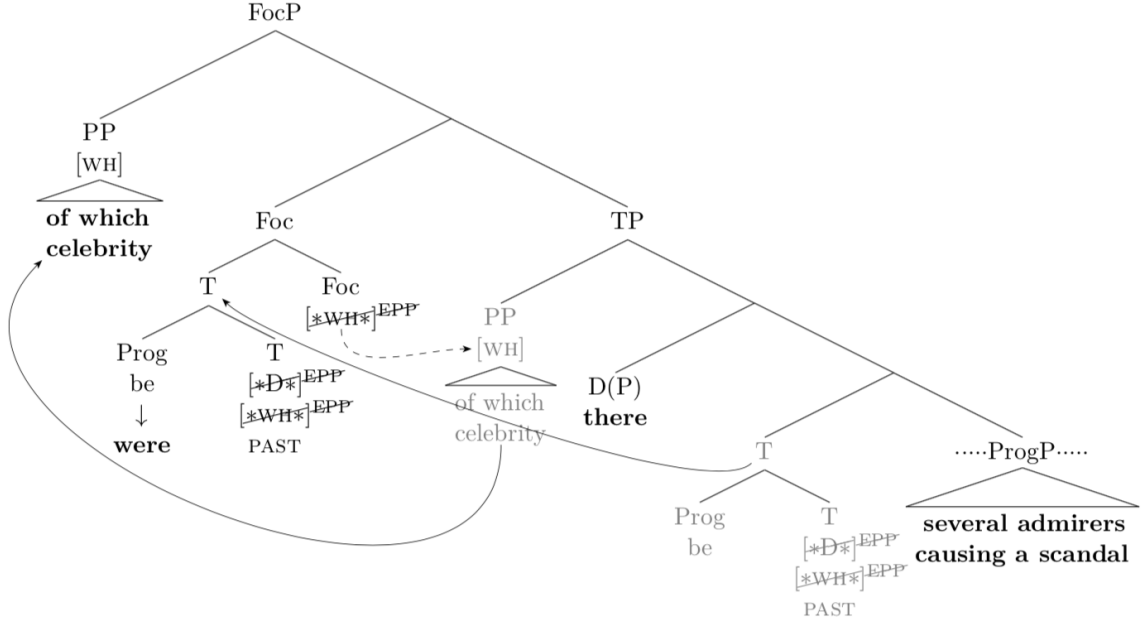 FocP
PP
[WH]
of which
celebrity
Foc
TP
T
Foc
[*WH*]EPP
PP
[WH]
of which
celebrity
Prog
be
↓
were
T
[*D*]EPP
[*WH*]EPP
PAST
D(P)
there
T
·····ProgP·····
several admirers
causing a scandal
Prog
be
T
[*D*]EPP
[*WH*]EPP
PAST